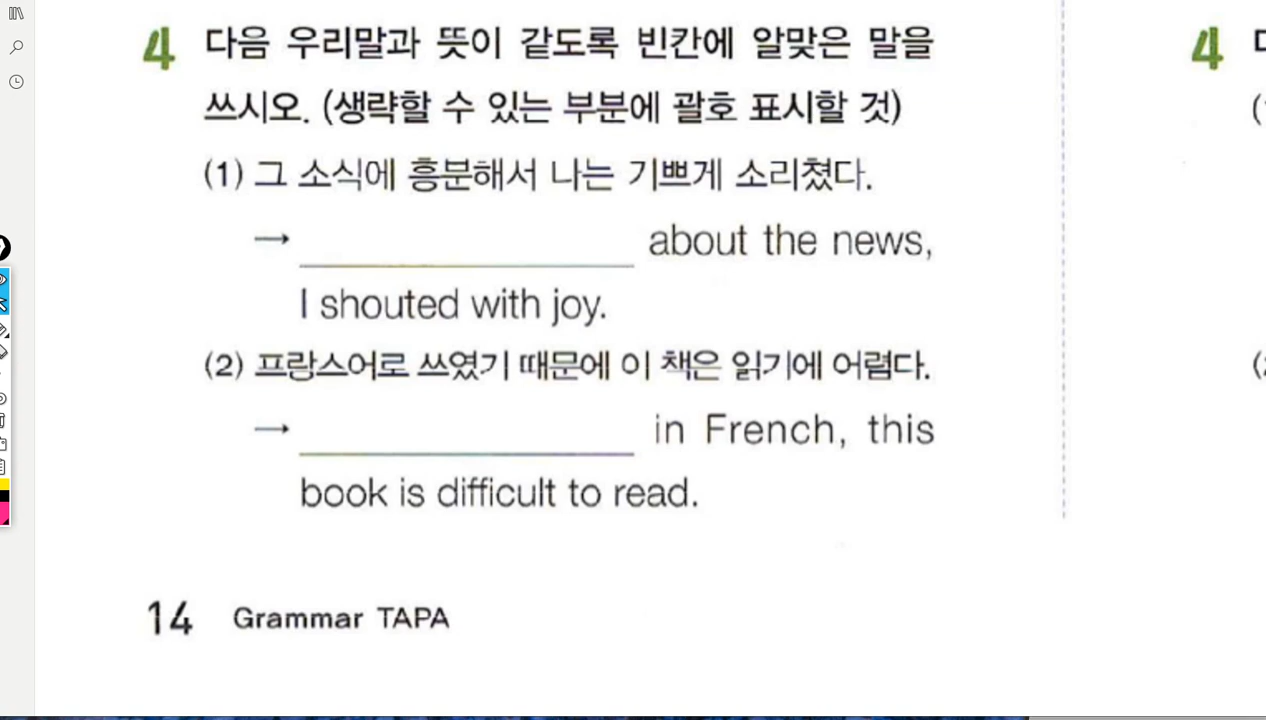 4 다음 우리말과 뜻이 같도록 빈칸에 알맞은 말을
쓰시오. (생략할 수 있는 부분에 괄호 표시할 것)
(1) 그 소식에 흥분해서 나는 기쁘게 소리쳤다.
→ about the news,
I shouted with joy.
(2) 프랑스어로 쓰였기 때문에 이 책은 읽기에 어렵다.
→ in French, this
book is difficult to read.
14 Grammar TAPA
4